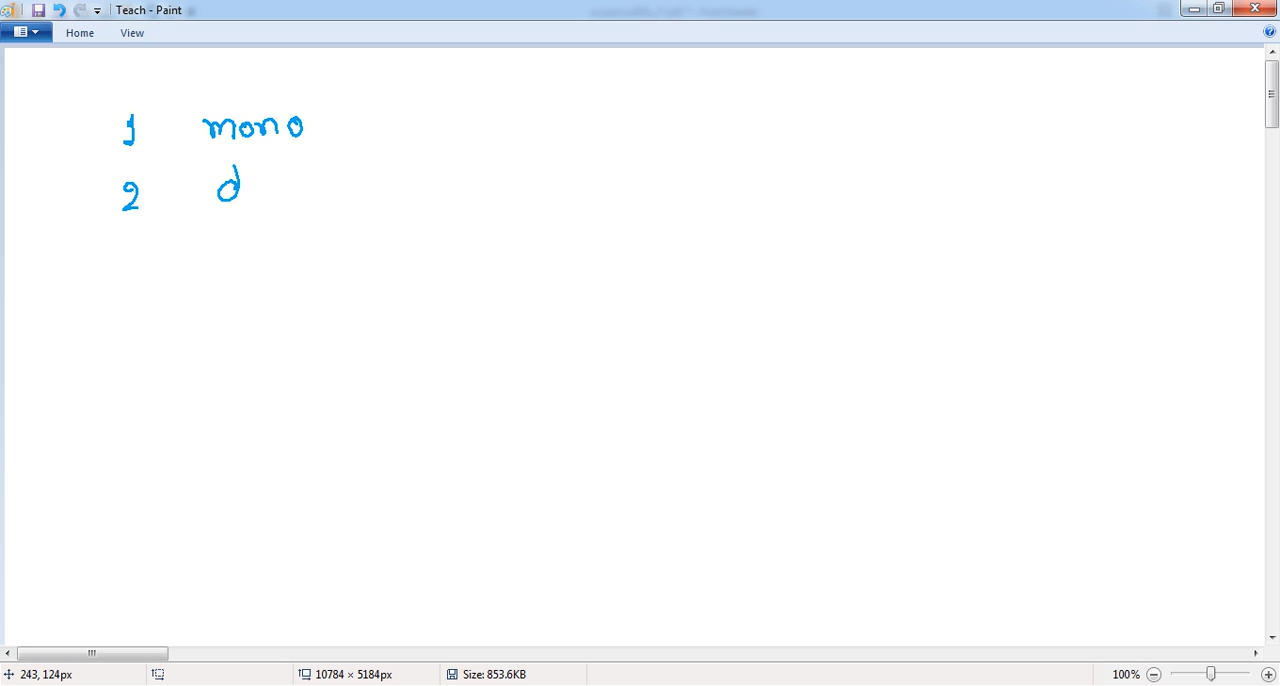 Teach - Paint
Home View
1 mono
2 d
243, 124px 10784 × 5184px Size: 853.6KB 100%